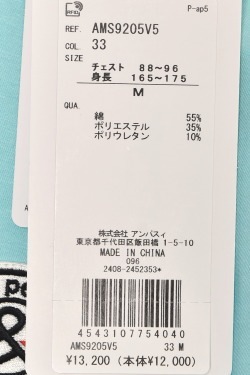 P-ap5
RFID
REF. AMS9205V5
COL. 33
SIZE
チェスト 88~96
身長 165~175
M
QUA.
綿 55%
ポリエステル 35%
ポリウレタン 10%
株式会社 アンパスィ
東京都千代田区飯田橋 1-5-10
MADE IN CHINA
096
2408-2452353*
4543107754040
AMS9205V5 33 M
¥13,200 (本体¥12,000)